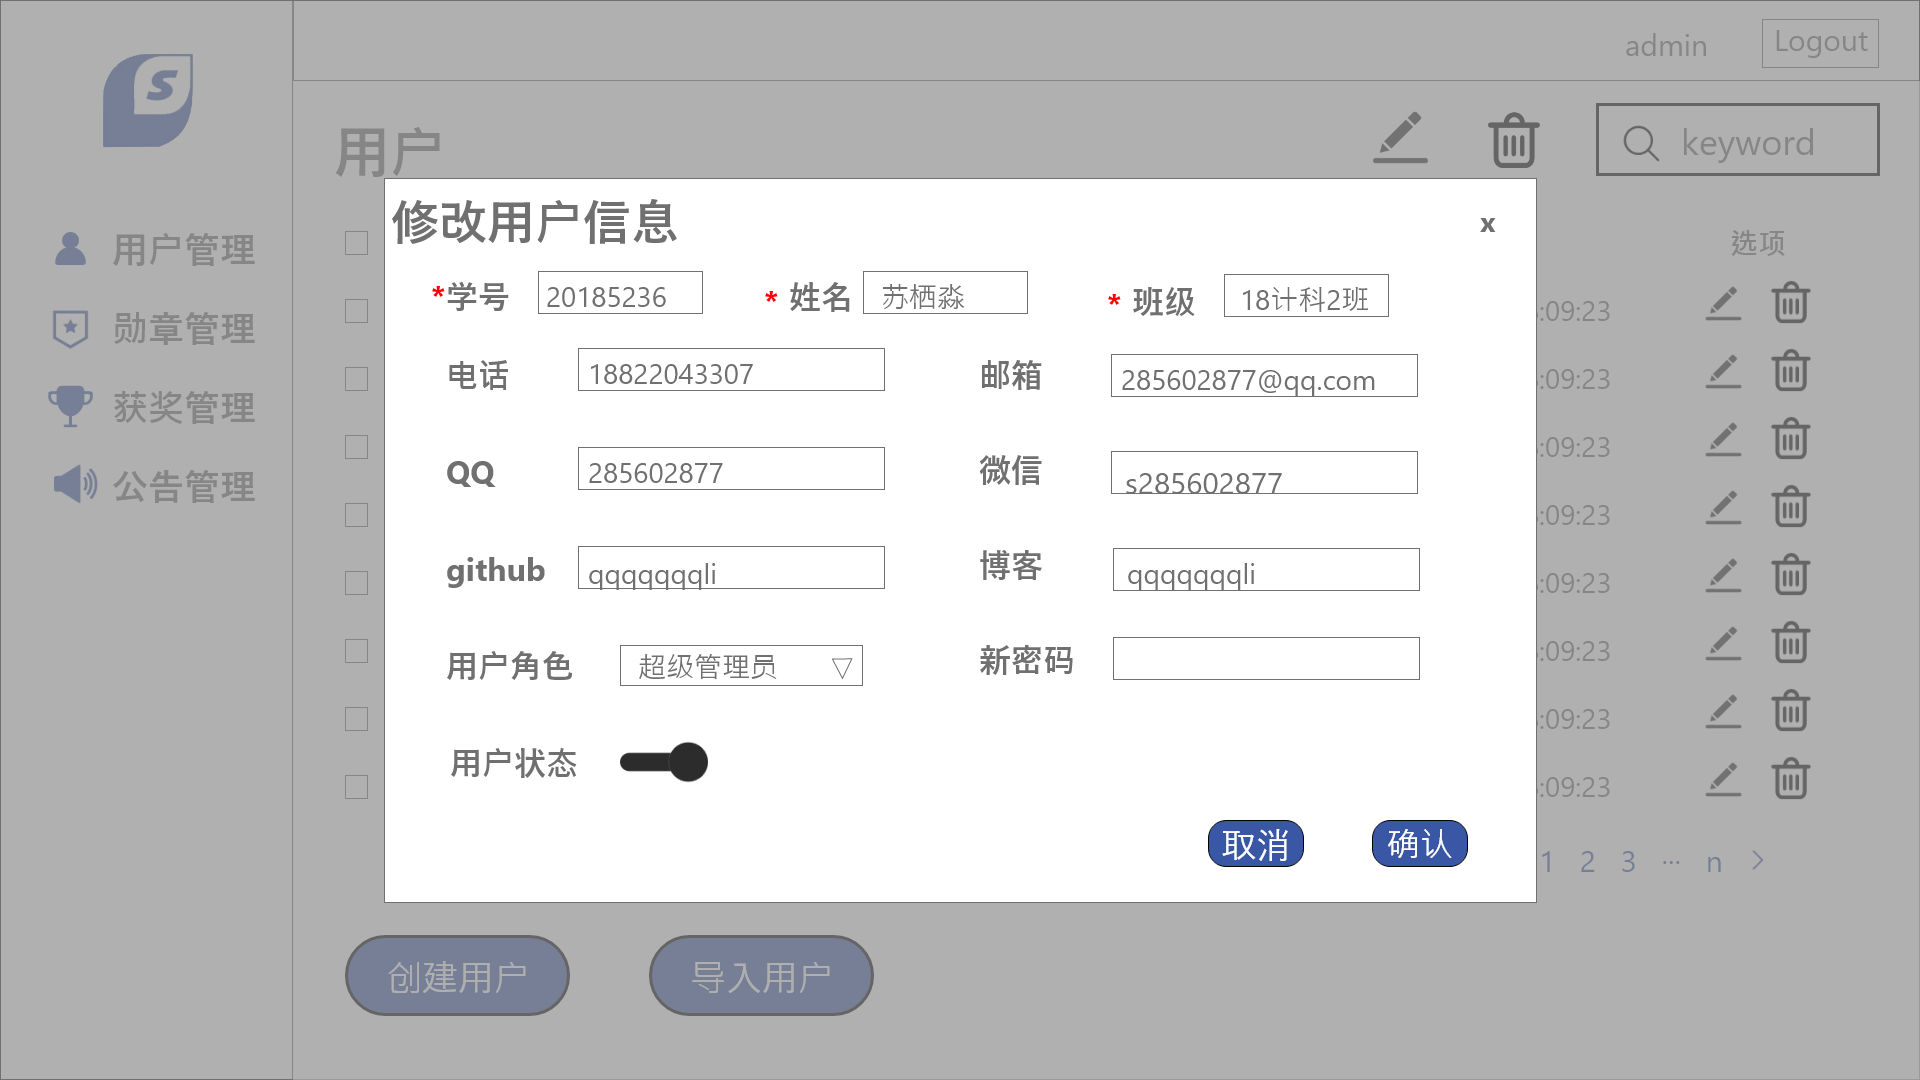 S
admin
Logout
用户
keyword
用户管理
勋章管理
获奖管理
公告管理
修改用户信息
x
*学号 20185236
* 姓名 苏栖淼
* 班级 18计科2班
电话 18822043307
邮箱 285602877@qq.com
QQ 285602877
微信 s285602877
github qqqqqqqli
博客 qqqqqqqli
用户角色 超级管理员
新密码
用户状态
取消 确认
选项
:09:23
:09:23
:09:23
:09:23
:09:23
:09:23
:09:23
:09:23
1 2 3 ··· n >
创建用户 导入用户